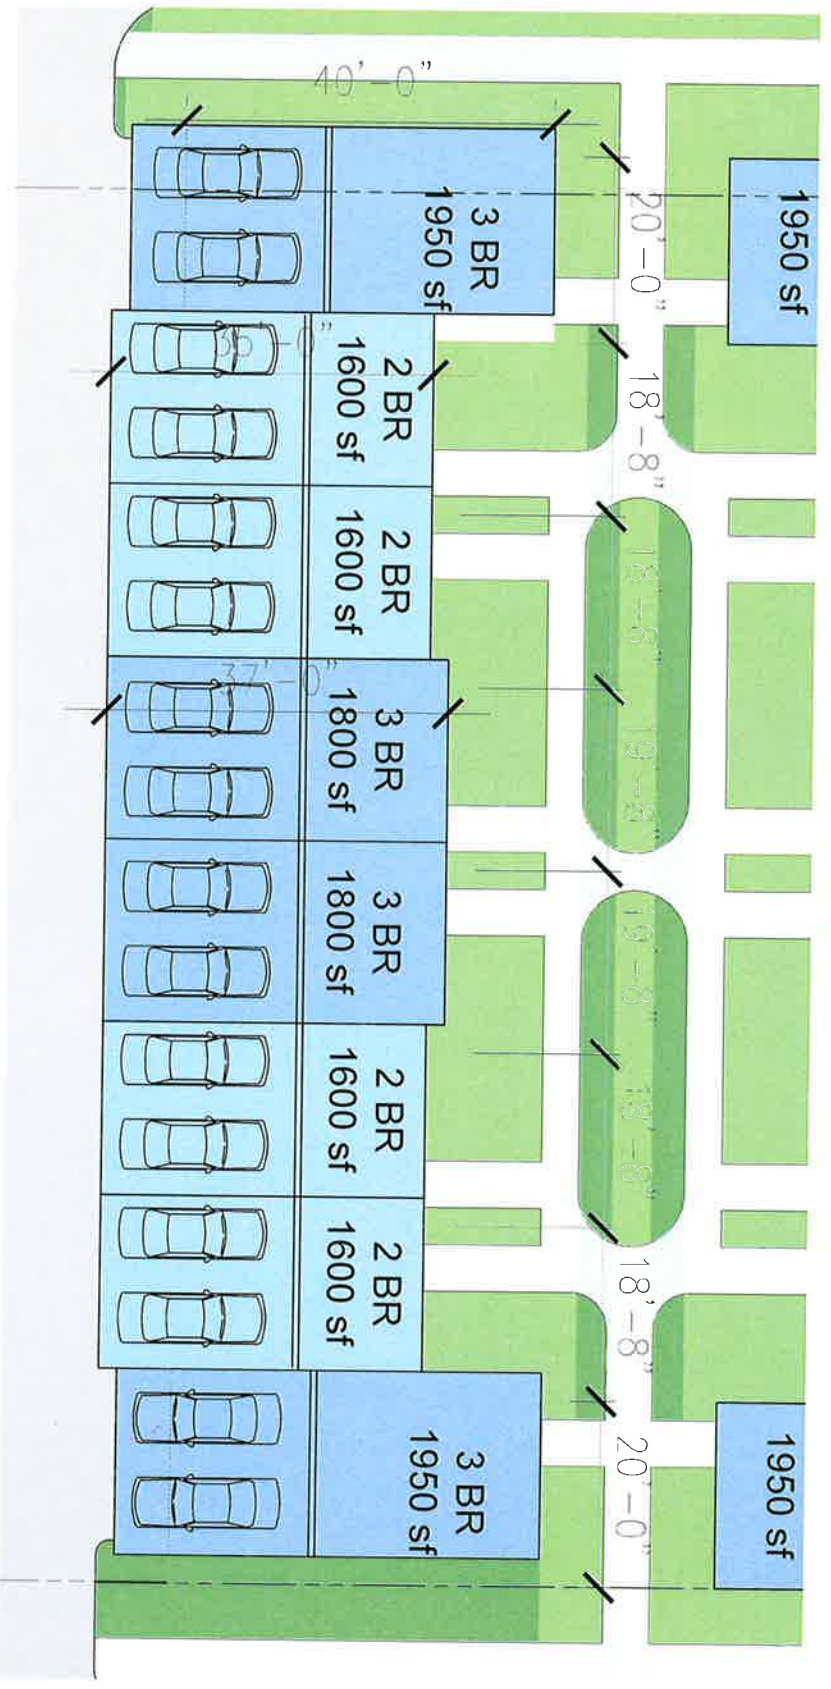 40'-0"
3 BR
1950 sf
20'-0"
1950 sf
2 BR
1600 sf
18'-8"
2 BR
1600 sf
18'-8"
37'-0"
3 BR
1800 sf
19'-8"
3 BR
1800 sf
19'-8"
2 BR
1600 sf
18'-8"
2 BR
1600 sf
18'-8"
3 BR
1950 sf
20'-0"
1950 sf